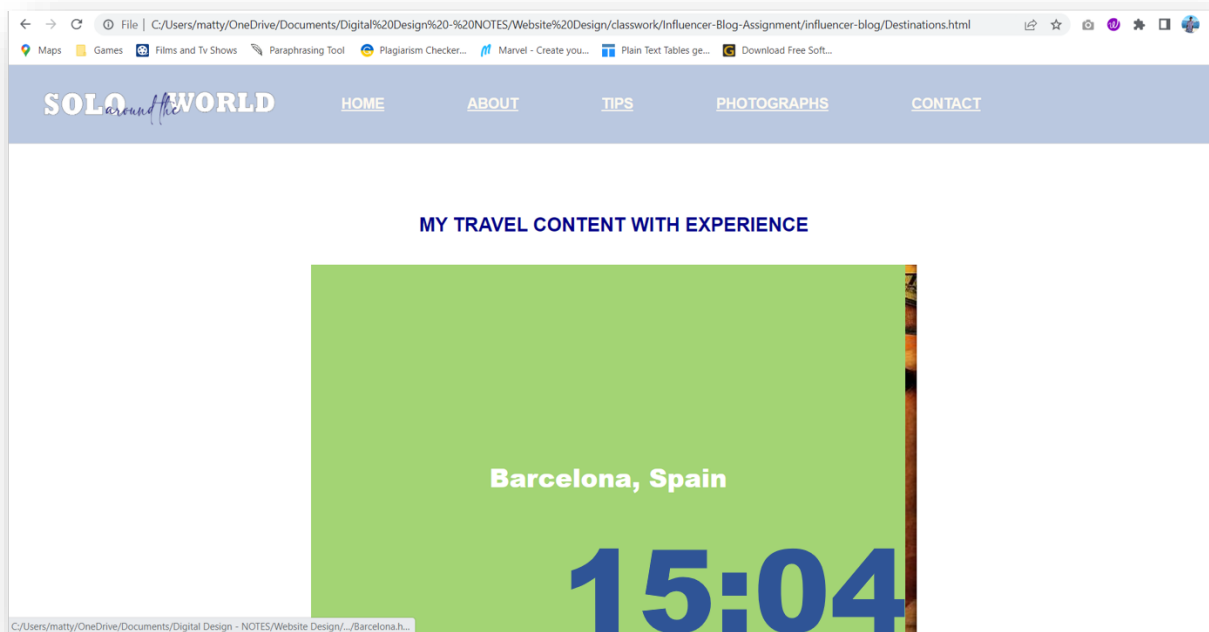 File | C:/Users/matty/OneDrive/Documents/Digital%20Design%20-%20NOTES/Website%20Design/classwork/Influencer-Blog-Assignment/influencer-blog/Destinations.html
Maps Games Films and Tv Shows Paraphrasing Tool Plagiarism Checker... Marvel - Create you... Plain Text Tables ge... Download Free Soft...
SOLO around the WORLD HOME ABOUT TIPS PHOTOGRAPHS CONTACT
MY TRAVEL CONTENT WITH EXPERIENCE
Barcelona, Spain
15:04
C:/Users/matty/OneDrive/Documents/Digital Design - NOTES/Website Design/.../Barcelona.h...